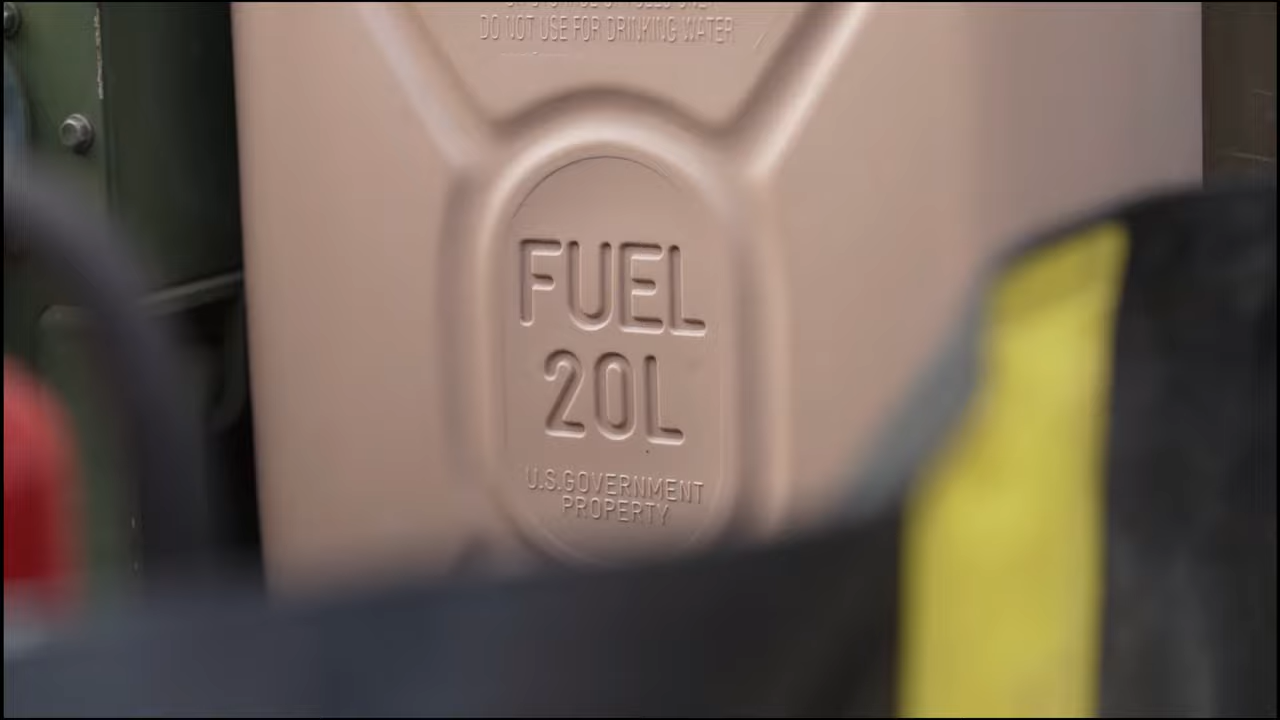 DO NOT USE FOR DRINKING WATER
FUEL
20L
U.S.GOVERNMENT
PROPERTY